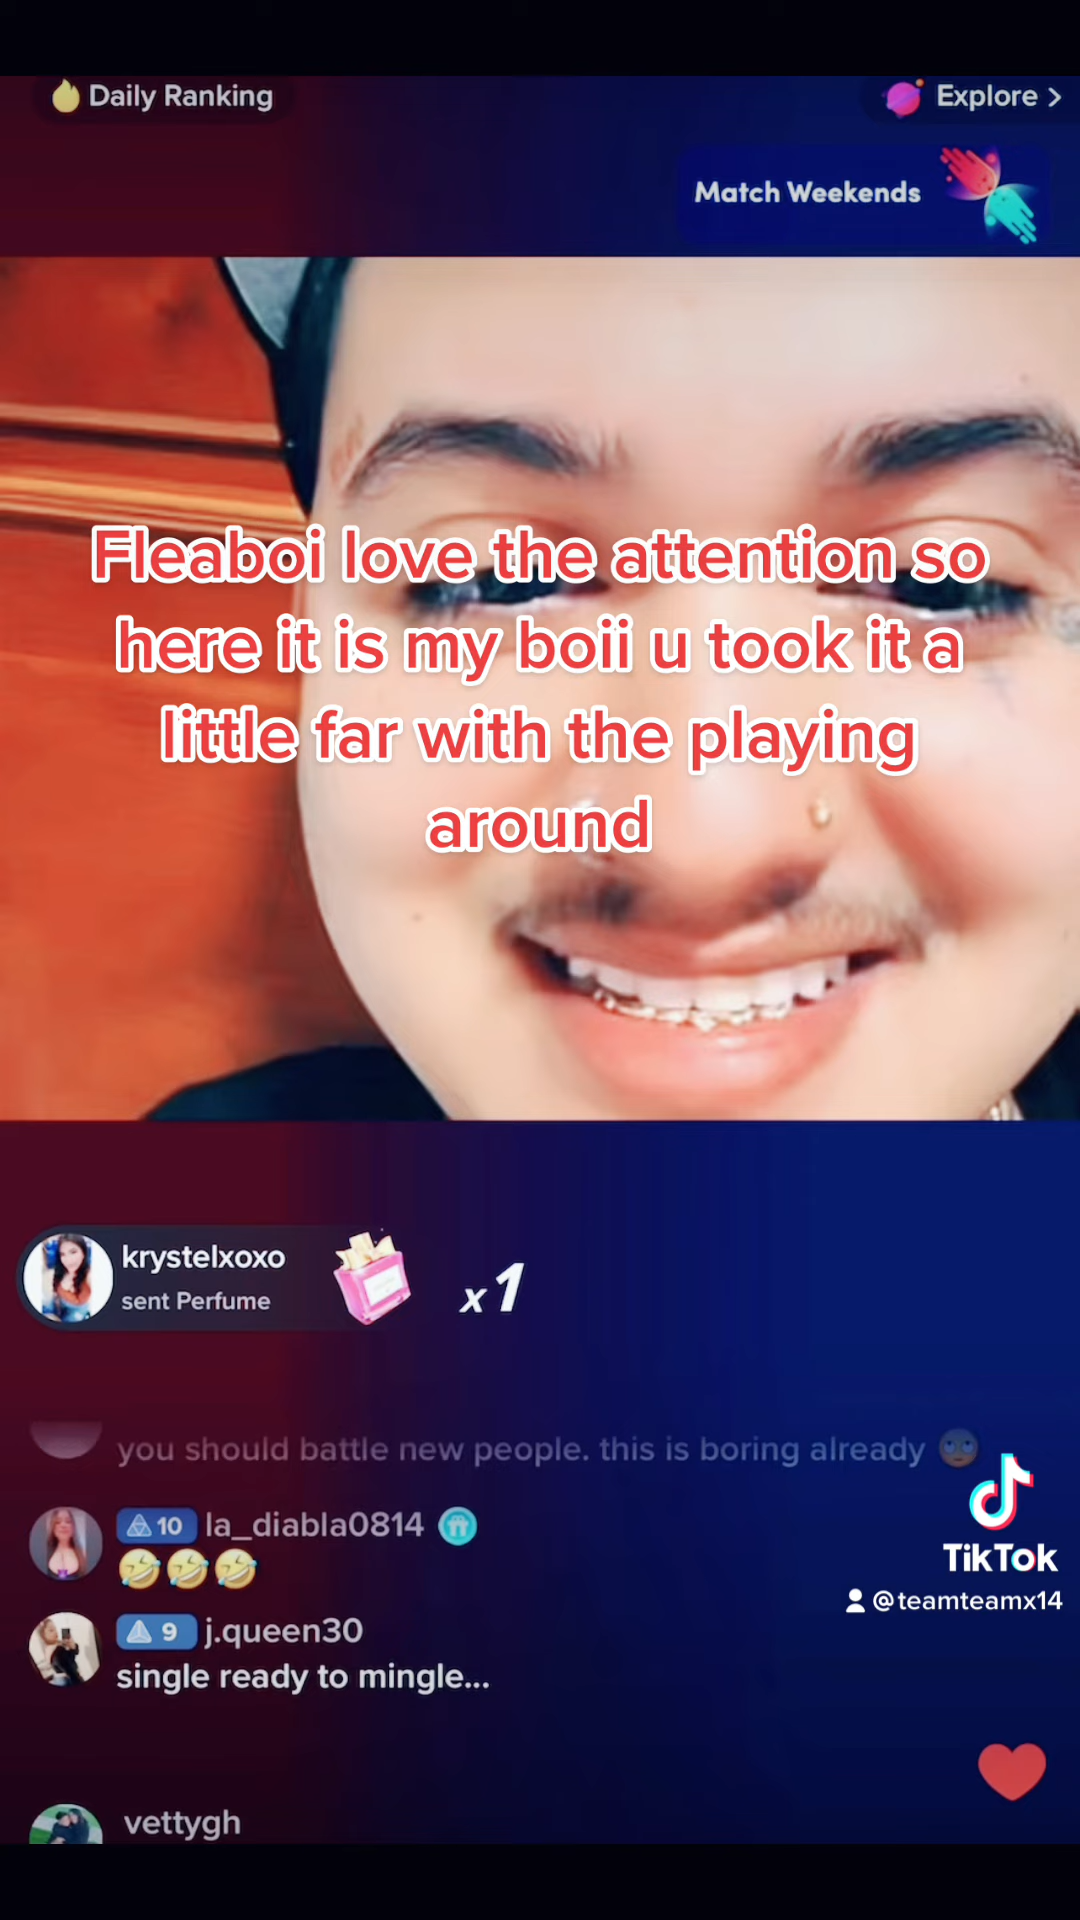 Daily Ranking
Explore >
Match Weekends
Fleaboi love the attention so
here it is my boii u took it a
little far with the playing
around
krystelxoxo
sent Perfume
x1
you should battle new people. this is boring already 🙄
10 la_diabla0814
🤣🤣🤣
9 j.queen30
single ready to mingle...
TikTok
@teamteamx14
vettygh